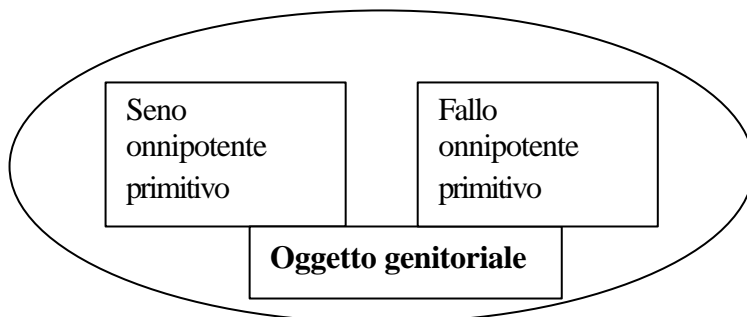 Seno
onnipotente
primitivo
Fallo
onnipotente
primitivo
Oggetto genitoriale